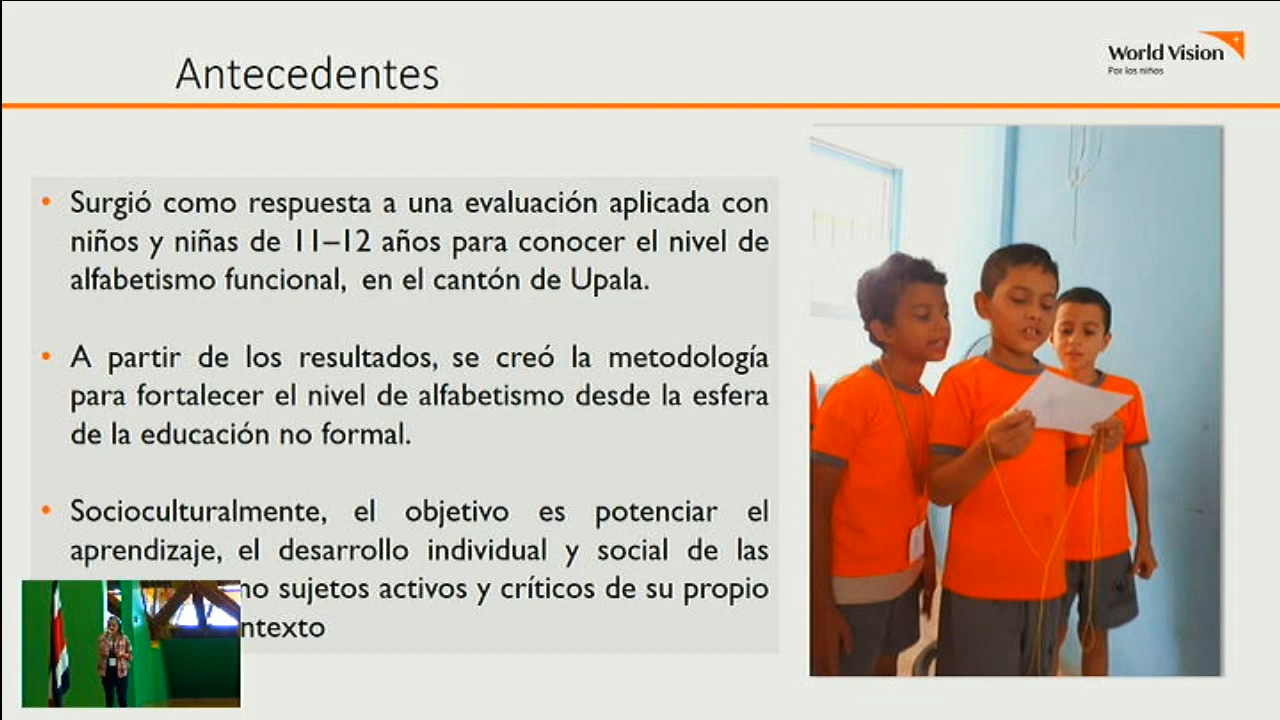 Antecedentes
World Vision
Por los niños
• Surgió como respuesta a una evaluación aplicada con
niños y niñas de 11–12 años para conocer el nivel de
alfabetismo funcional, en el cantón de Upala.
• A partir de los resultados, se creó la metodología
para fortalecer el nivel de alfabetismo desde la esfera
de la educación no formal.
• Socioculturalmente, el objetivo es potenciar el
aprendizaje, el desarrollo individual y social de las
sujetos activos y críticos de su propio